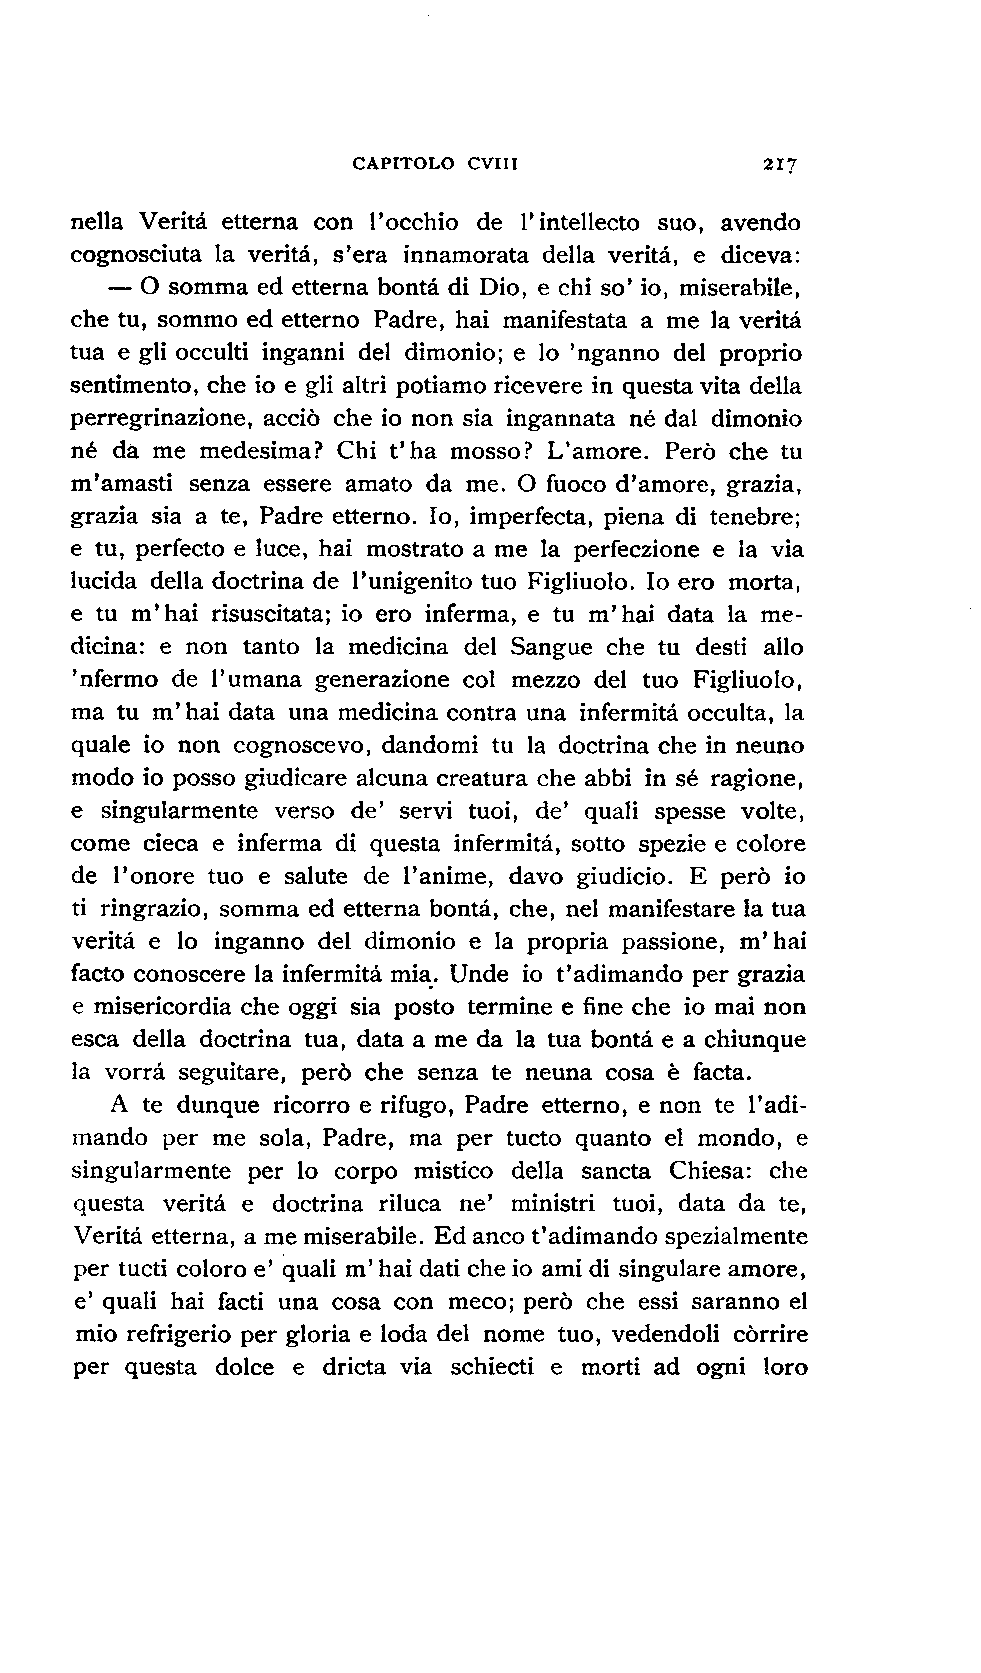 CAPITOLO CVIII 217
nella Veritá etterna con l'occhio de l'intellecto suo, avendo
cognosciuta la veritá, s'era innamorata della veritá, e diceva:
— O somma ed etterna bontá di Dio, e chi so' io, miserabile,
che tu, sommo ed etterno Padre, hai manifestata a me la veritá
tua e gli occulti inganni del dimonio; e lo 'nganno del proprio
sentimento, che io e gli altri potiamo ricevere in questa vita della
perregrinazione, acciò che io non sia ingannata né dal dimonio
né da me medesima? Chi t'ha mosso? L'amore. Però che tu
m'amasti senza essere amato da me. O fuoco d'amore, grazia,
grazia sia a te, Padre etterno. Io, imperfecta, piena di tenebre;
e tu, perfecto e luce, hai mostrato a me la perfeczione e la via
lucida della doctrina de l'unigenito tuo Figliuolo. Io ero morta,
e tu m'hai risuscitata; io ero inferma, e tu m'hai data la me-
dicina: e non tanto la medicina del Sangue che tu desti allo
'nfermo de l'umana generazione col mezzo del tuo Figliuolo,
ma tu m'hai data una medicina contra una infermitá occulta, la
quale io non cognoscevo, dandomi tu la doctrina che in neuno
modo io posso giudicare alcuna creatura che abbi in sé ragione,
e singularmente verso de' servi tuoi, de' quali spesse volte,
come cieca e inferma di questa infermitá, sotto spezie e colore
de l'onore tuo e salute de l'anime, davo giudicio. E però io
ti ringrazio, somma ed etterna bontá, che, nel manifestare la tua
veritá e lo inganno del dimonio e la propria passione, m'hai
facto conoscere la infermitá mia. Unde io t'adimando per grazia
e misericordia che oggi sia posto termine e fine che io mai non
esca della doctrina tua, data a me da la tua bontá e a chiunque
la vorrá seguitare, però che senza te neuna cosa è facta.
A te dunque ricorro e rifugo, Padre etterno, e non te l'adi-
mando per me sola, Padre, ma per tucto quanto el mondo, e
singularmente per lo corpo mistico della sancta Chiesa: che
questa veritá e doctrina riluca ne' ministri tuoi, data da te,
Veritá etterna, a me miserabile. Ed anco t'adimando spezialmente
per tucti coloro e' quali m'hai dati che io ami di singulare amore,
e' quali hai facti una cosa con meco; però che essi saranno el
mio refrigerio per gloria e loda del nome tuo, vedendoli còrrire
per questa dolce e dricta via schiecti e morti ad ogni loro